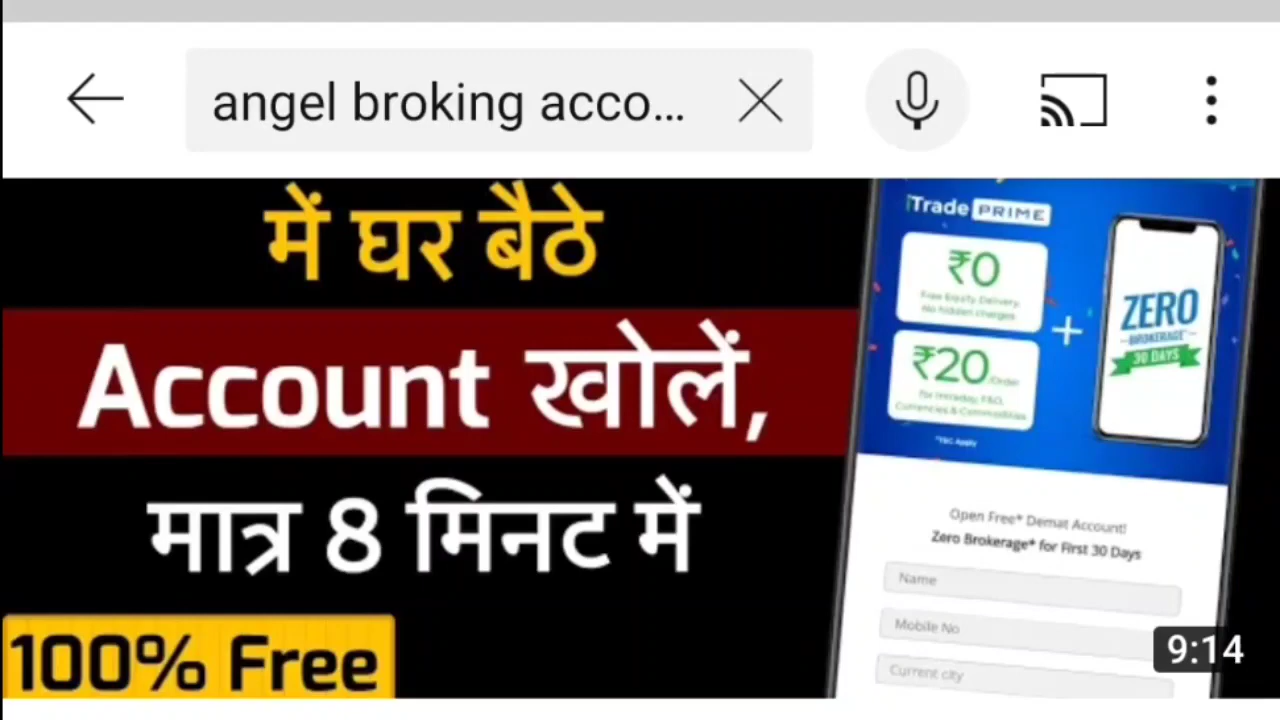 angel broking acco...
में घर बैठे
Account खोलें,
मात्र 8 मिनट में
100% Free
iTrade PRIME
₹0
Free Equity Delivery
No hidden charges
₹20 /Order
For Intraday, F&O,
Currencies & Commodities
*T&C Apply
+
ZERO
BROKERAGE*
30 DAYS
Open Free* Demat Account!
Zero Brokerage* for First 30 Days
Name
Mobile No
Current city
9:14